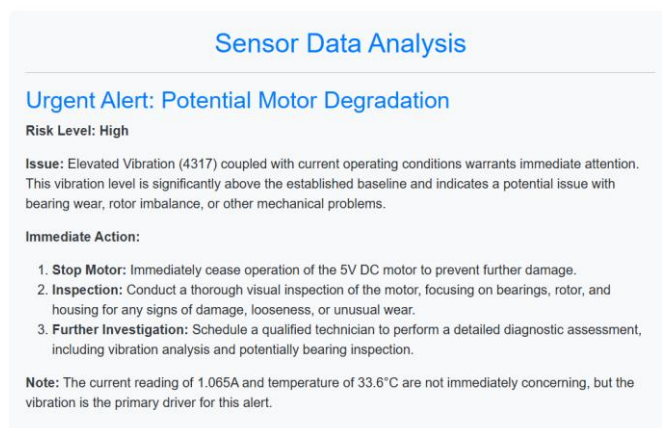 Sensor Data Analysis
Urgent Alert: Potential Motor Degradation
Risk Level: High
Issue: Elevated Vibration (4317) coupled with current operating conditions warrants immediate attention.
This vibration level is significantly above the established baseline and indicates a potential issue with
bearing wear, rotor imbalance, or other mechanical problems.
Immediate Action:
1. Stop Motor: Immediately cease operation of the 5V DC motor to prevent further damage.
2. Inspection: Conduct a thorough visual inspection of the motor, focusing on bearings, rotor, and
housing for any signs of damage, looseness, or unusual wear.
3. Further Investigation: Schedule a qualified technician to perform a detailed diagnostic assessment,
including vibration analysis and potentially bearing inspection.
Note: The current reading of 1.065A and temperature of 33.6°C are not immediately concerning, but the
vibration is the primary driver for this alert.